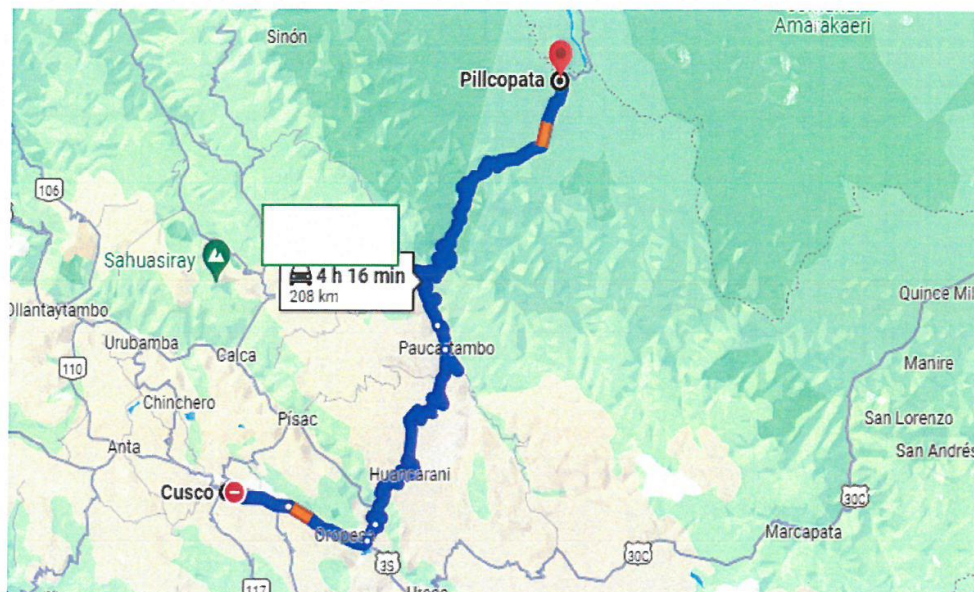 Amarakaeri
Sinón
Pillcopata
106
Sahuasiray
4 h 16 min
208 km
Quince Mil
Ollantaytambo
Urubamba
Calca
Paucartambo
Manire
110
Chinchero
Písac
San Lorenzo
San Andrés
Anta
Huancarani
Cusco
30C
Marcapata
Oropesa
3S
30C
117